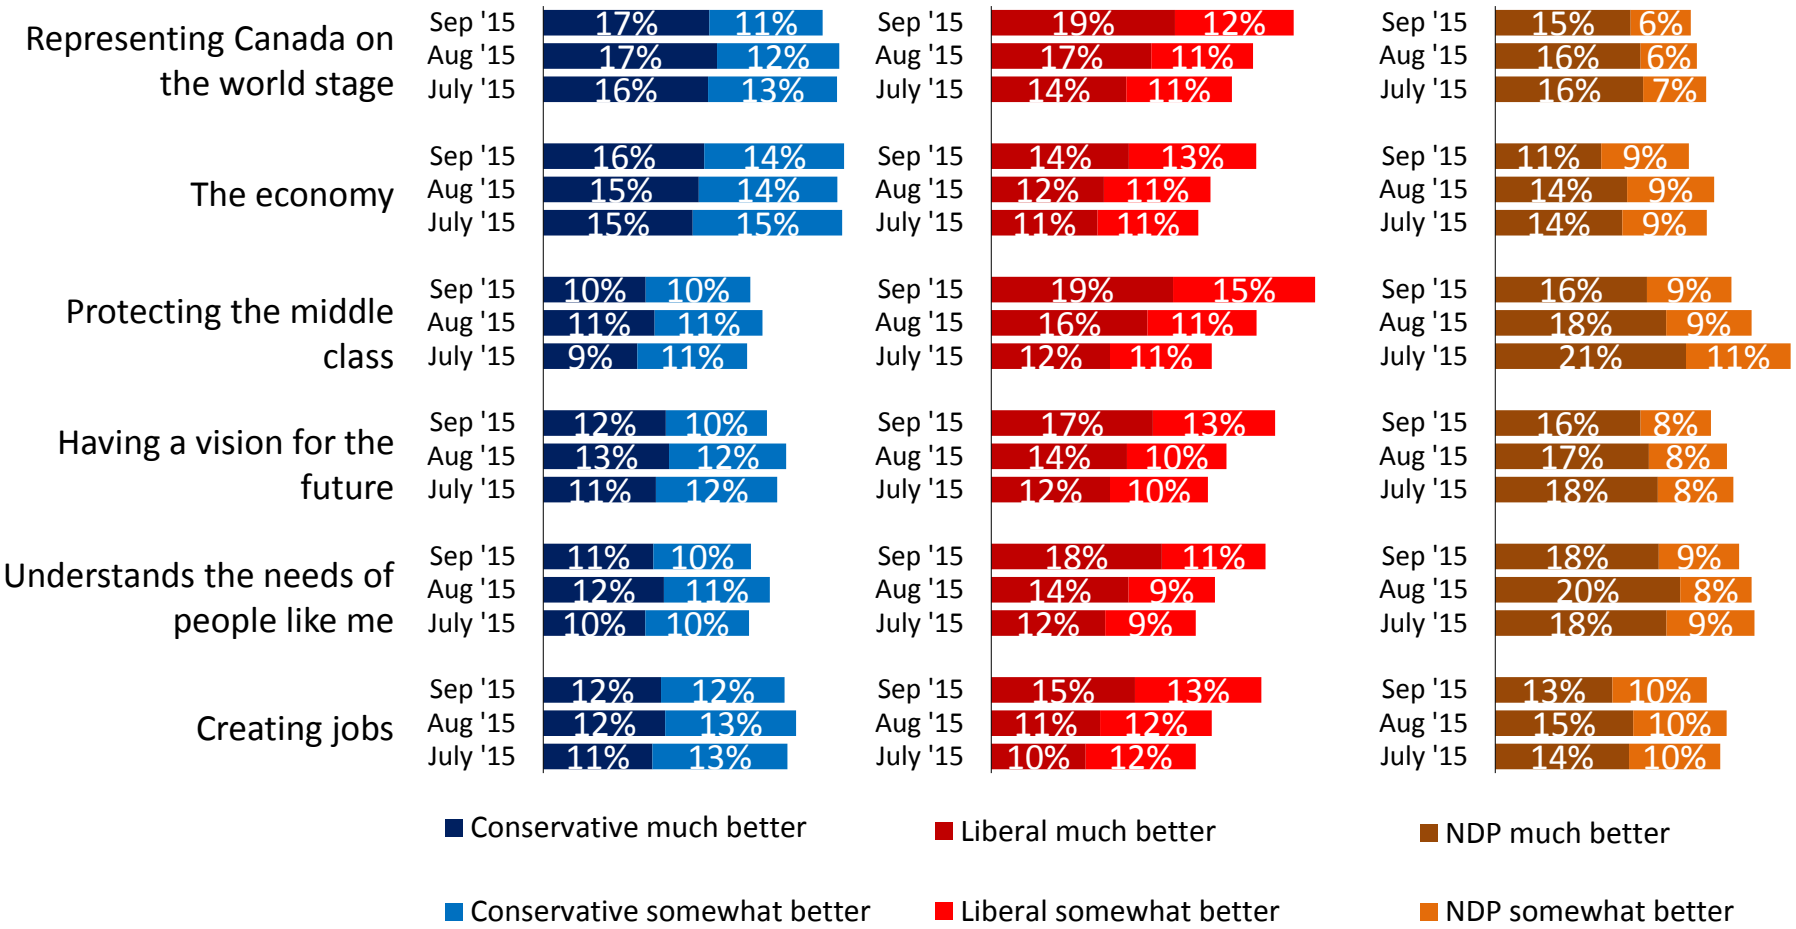 Representing Canada on
the world stage
Sep '15 17% 11% Sep '15 19% 12% Sep '15 15% 6%
Aug '15 17% 12% Aug '15 17% 11% Aug '15 16% 6%
July '15 16% 13% July '15 14% 11% July '15 16% 7%
The economy
Sep '15 16% 14% Sep '15 14% 13% Sep '15 11% 9%
Aug '15 15% 14% Aug '15 12% 11% Aug '15 14% 9%
July '15 15% 15% July '15 11% 11% July '15 14% 9%
Protecting the middle
class
Sep '15 10% 10% Sep '15 19% 15% Sep '15 16% 9%
Aug '15 11% 11% Aug '15 16% 11% Aug '15 18% 9%
July '15 9% 11% July '15 12% 11% July '15 21% 11%
Having a vision for the
future
Sep '15 12% 10% Sep '15 17% 13% Sep '15 16% 8%
Aug '15 13% 12% Aug '15 14% 10% Aug '15 17% 8%
July '15 11% 12% July '15 12% 10% July '15 18% 8%
Understands the needs of
people like me
Sep '15 11% 10% Sep '15 18% 11% Sep '15 18% 9%
Aug '15 12% 11% Aug '15 14% 9% Aug '15 20% 8%
July '15 10% 10% July '15 12% 9% July '15 18% 9%
Creating jobs
Sep '15 12% 12% Sep '15 15% 13% Sep '15 13% 10%
Aug '15 12% 13% Aug '15 11% 12% Aug '15 15% 10%
July '15 11% 13% July '15 10% 12% July '15 14% 10%
Conservative much better
Liberal much better
NDP much better
Conservative somewhat better
Liberal somewhat better
NDP somewhat better